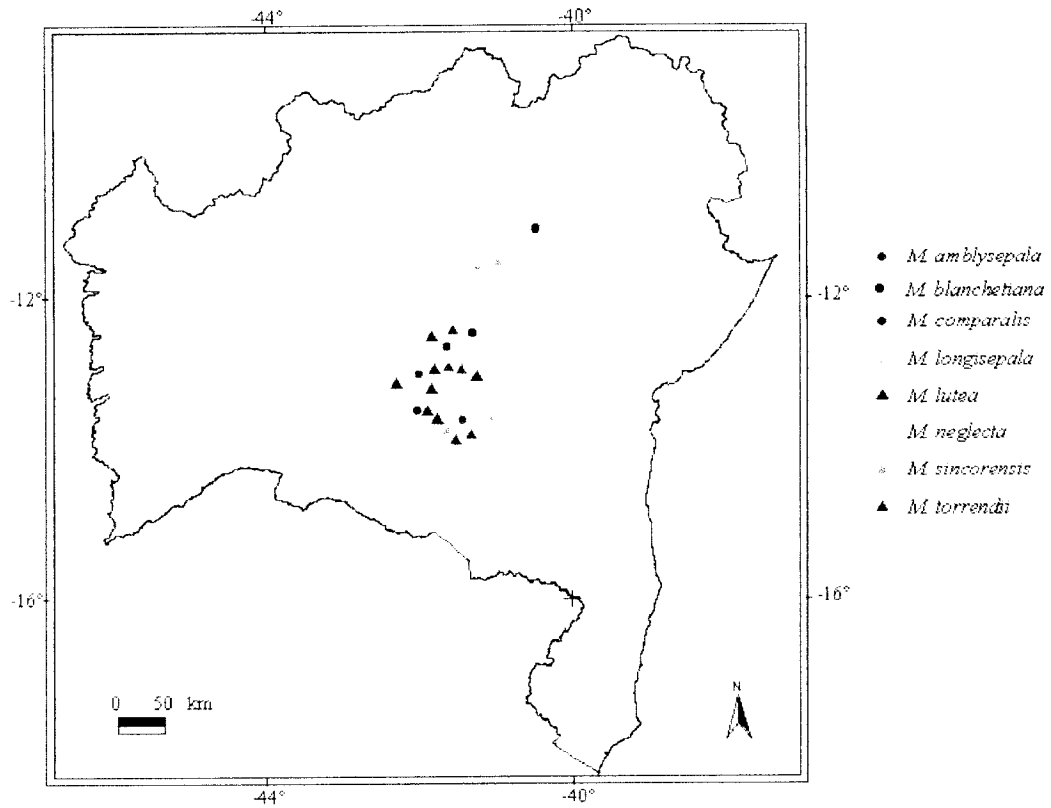 -44°
-40°
-12°
-12°
M. amblysepala
M. blanchetiana
M. comparalis
M. longisepala
M. lutea
M. neglecta
M. sincorensis
M. torrendii
-16°
-16°
0 50 km
N
-44°
-40°